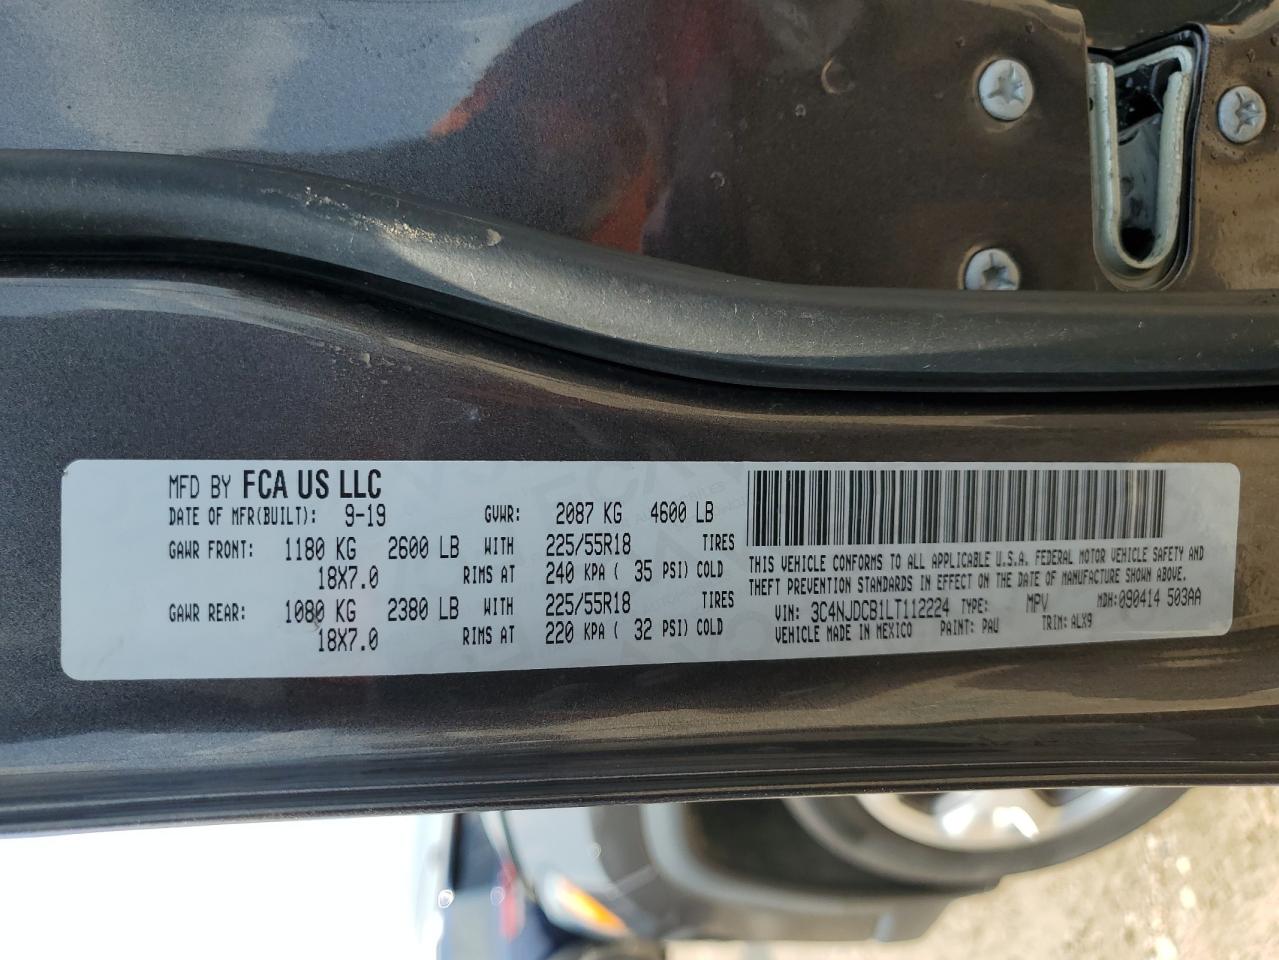 MFD BY FCA US LLC
DATE OF MFR(BUILT): 9-19 GVWR: 2087 KG 4600 LB
GAWR FRONT: 1180 KG 2600 LB WITH 225/55R18 TIRES
18X7.0 RIMS AT 240 KPA ( 35 PSI) COLD
GAWR REAR: 1080 KG 2380 LB WITH 225/55R18 TIRES
18X7.0 RIMS AT 220 KPA ( 32 PSI) COLD
THIS VEHICLE CONFORMS TO ALL APPLICABLE U.S.A. FEDERAL MOTOR VEHICLE SAFETY AND
THEFT PREVENTION STANDARDS IN EFFECT ON THE DATE OF MANUFACTURE SHOWN ABOVE.
VIN: 3C4NJDCB1LT112224 TYPE: MPV MDH: 090414 503AA
VEHICLE MADE IN MEXICO PAINT: PAU TRIM: ALX9